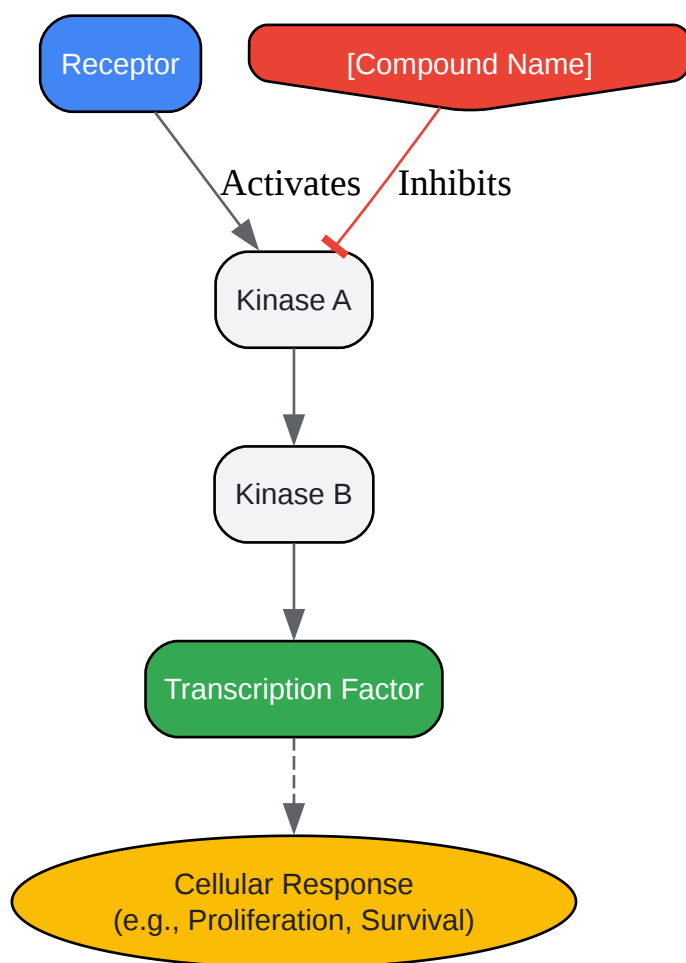 Receptor
[Compound Name]
Activates
Inhibits
Kinase A
Kinase B
Transcription Factor
Cellular Response
(e.g., Proliferation, Survival)